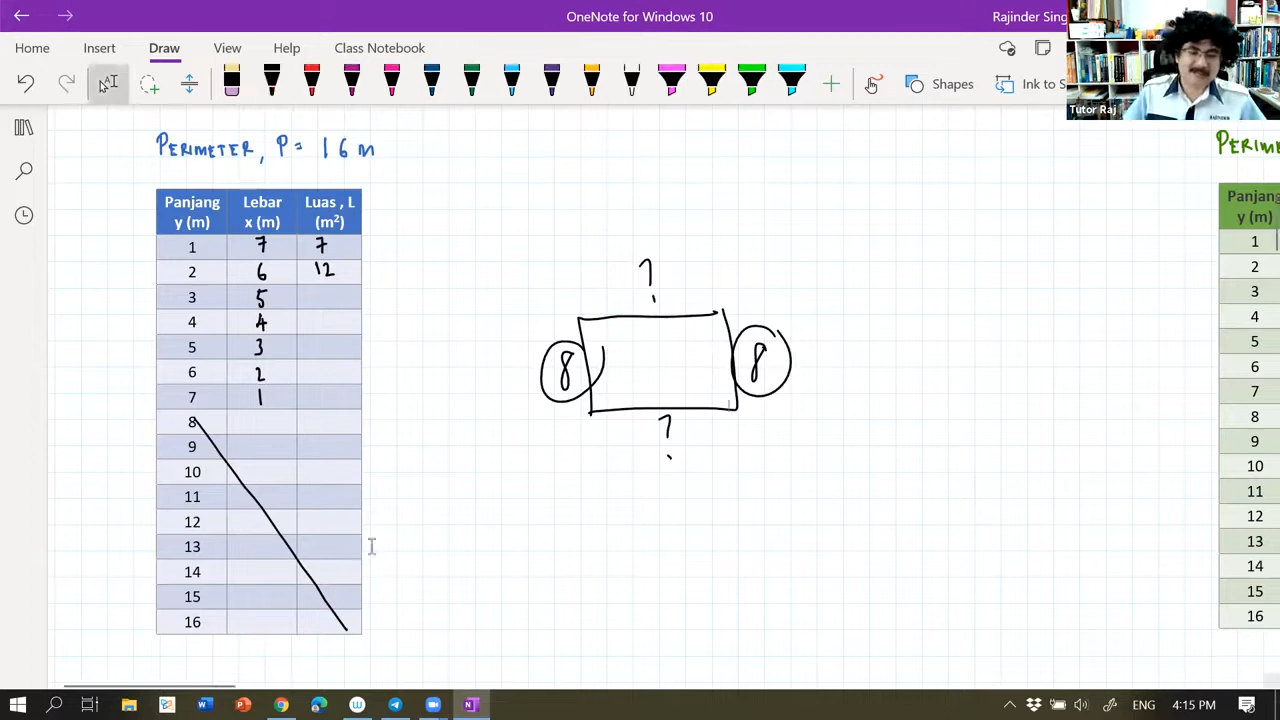 OneNote for Windows 10
Rajinder Sing
Home Insert Draw View Help Class Notebook
Shapes Ink to S
Tutor Raj
PERIMETER, P = 16 M
PERIME
Panjang y (m) Lebar x (m) Luas , L (m²)
1 7 7
2 6 12
3 5
4 4
5 3
6 2
7 1
8
9
10
11
12
13
14
15
16
?
8 8
?
Panjang
y (m)
1
2
3
4
5
6
7
8
9
10
11
12
13
14
15
16
ENG 4:15 PM